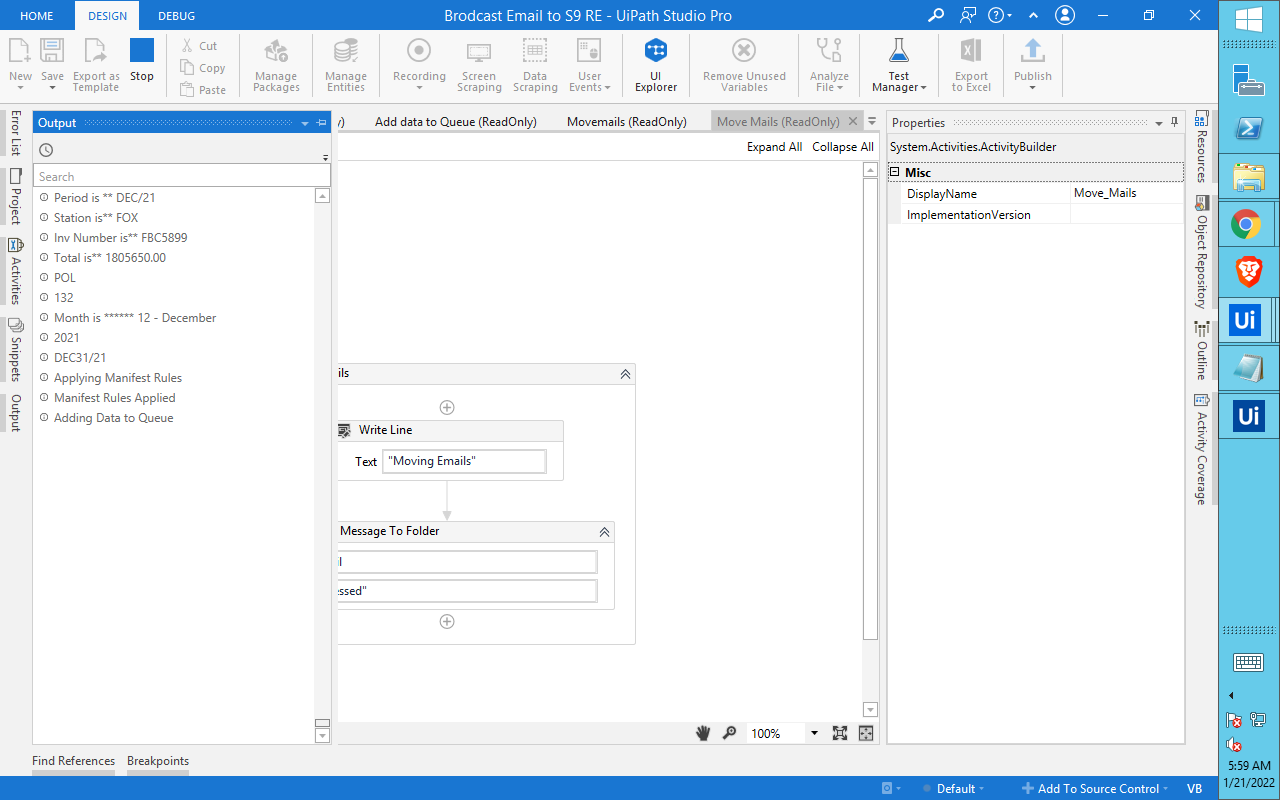 HOME DESIGN DEBUG
Brodcast Email to S9 RE - UiPath Studio Pro
New
Save
Export as Template
Stop
Cut
Copy
Paste
Manage Packages
Manage Entities
Recording
Screen Scraping
Data Scraping
User Events
UI Explorer
Remove Unused Variables
Analyze File
Test Manager
Export to Excel
Publish
Error List
Project
Activities
Snippets
Output
Output
Search
Period is ** DEC/21
Station is** FOX
Inv Number is** FBC5899
Total is** 1805650.00
POL
132
Month is ****** 12 - December
2021
DEC31/21
Applying Manifest Rules
Manifest Rules Applied
Adding Data to Queue
y) Add data to Queue (ReadOnly) Movemails (ReadOnly) Move Mails (ReadOnly)
Expand All Collapse All
ils
Write Line
Text "Moving Emails"
Message To Folder
il
essed"
100%
Properties
System.Activities.ActivityBuilder
Misc
DisplayName Move_Mails
ImplementationVersion
Resources
Object Repository
Outline
Activity Coverage
Find References Breakpoints
Default Add To Source Control VB
Ui
Ui
5:59 AM
1/21/2022